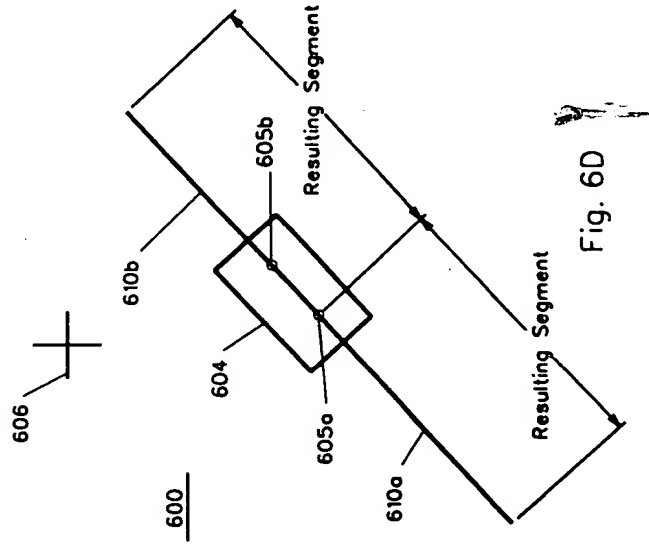 606
600
610b
604
605b
605a
610a
Resulting Segment
Resulting Segment
Fig. 6D